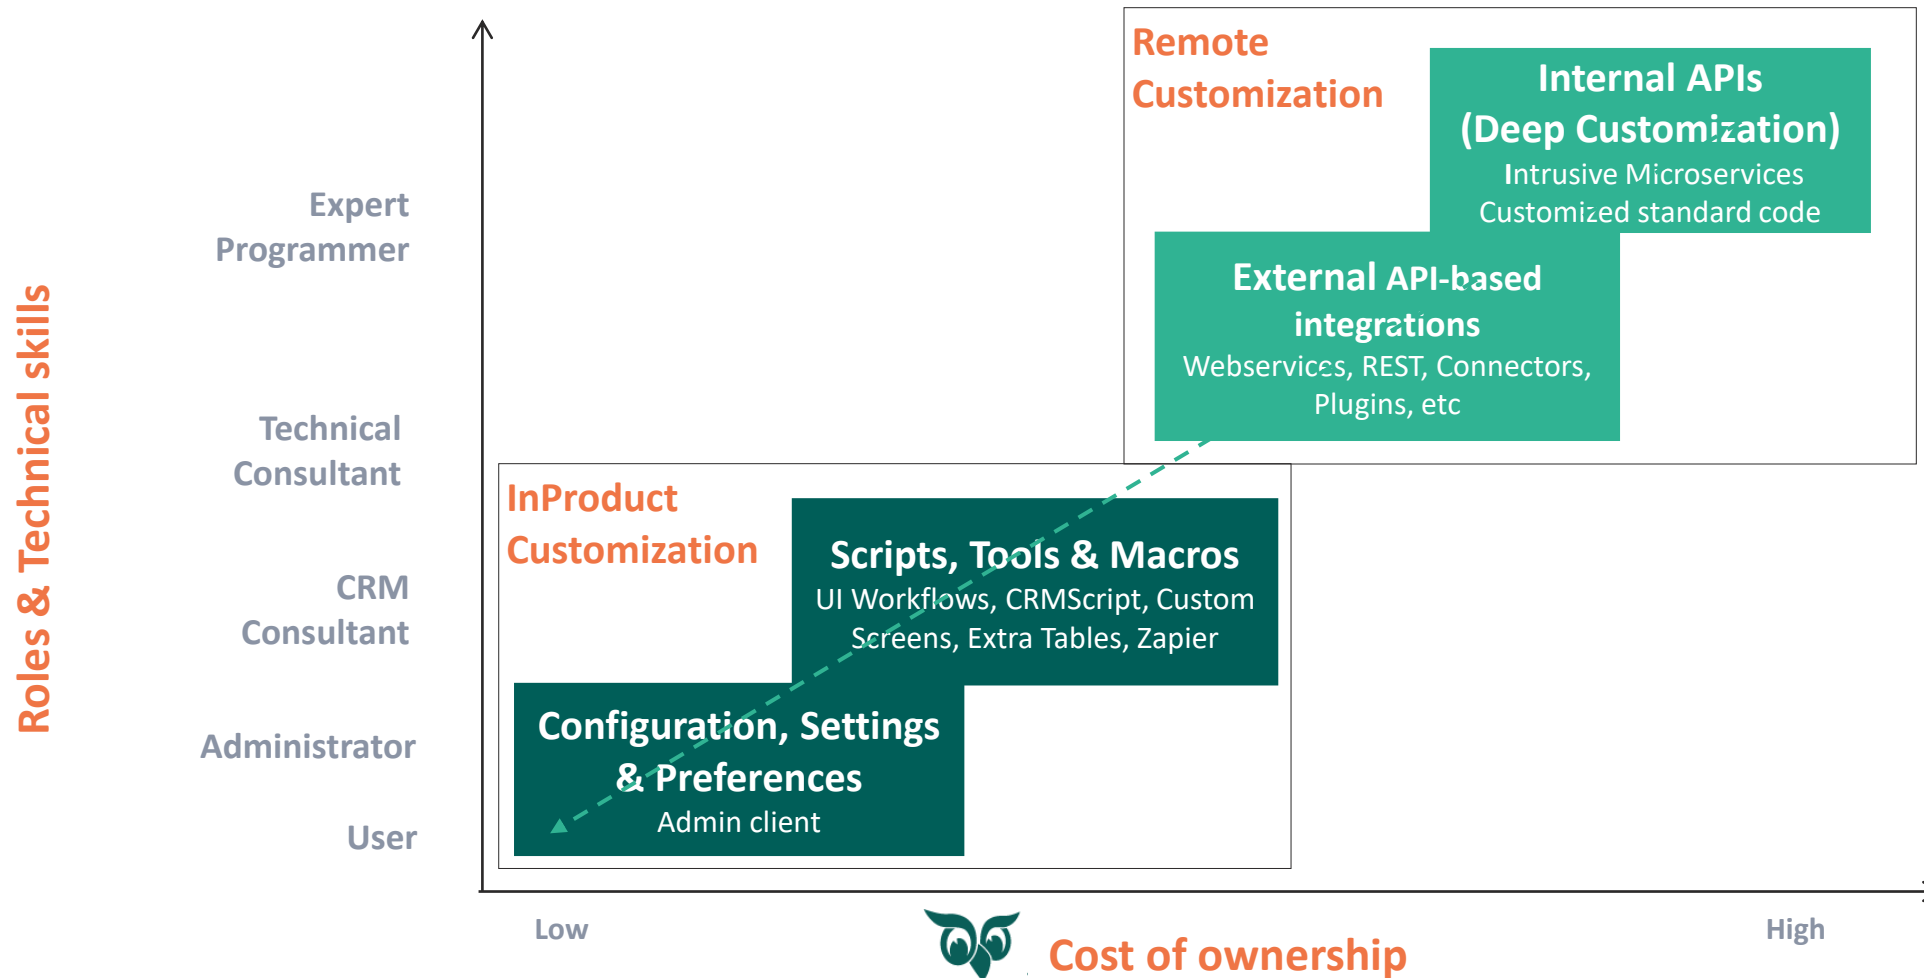 Remote
Customization
Internal APIs
(Deep Customization)
Intrusive Microservices
Customized standard code
External API-based
integrations
Webservices, REST, Connectors,
Plugins, etc
InProduct
Customization
Scripts, Tools & Macros
UI Workflows, CRMScript, Custom
Screens, Extra Tables, Zapier
Configuration, Settings
& Preferences
Admin client
Roles & Technical skills
Expert
Programmer
Technical
Consultant
CRM
Consultant
Administrator
User
Low
Cost of ownership
High